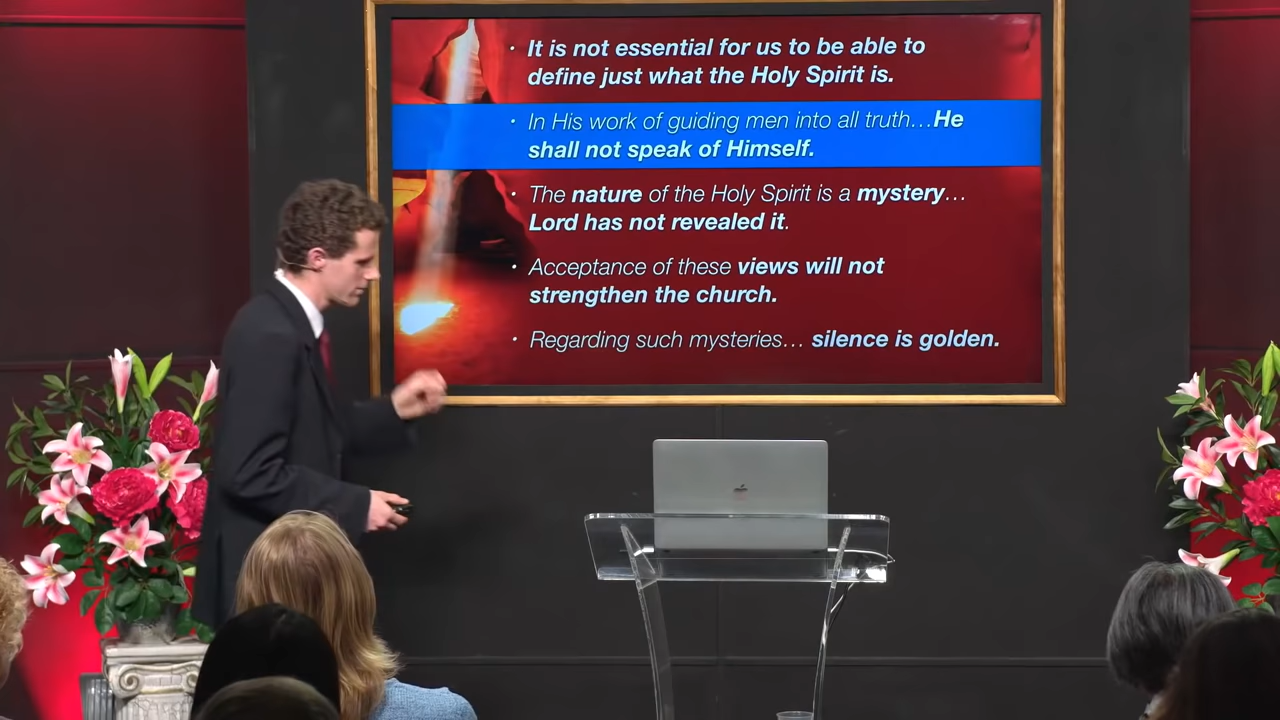 · It is not essential for us to be able to
define just what the Holy Spirit is.
· In His work of guiding men into all truth…He
shall not speak of Himself.
· The nature of the Holy Spirit is a mystery…
Lord has not revealed it.
· Acceptance of these views will not
strengthen the church.
· Regarding such mysteries… silence is golden.